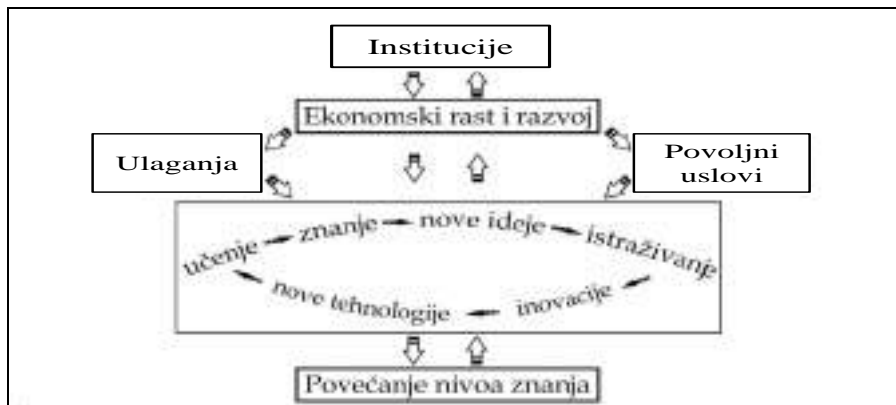 Institucije
Ekonomski rast i razvoj
Ulaganja
Povoljni
uslovi
učenje znanje nove ideje istraživanje
nove tehnologije inovacije
Povećanje nivoa znanja